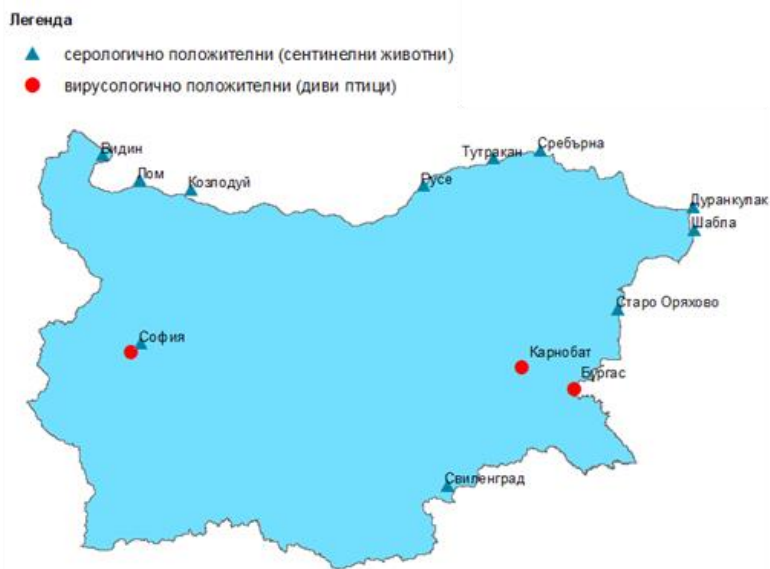 Легенда
серологично положителни (сентинелни животни)
вирусологично положителни (диви птици)
Видин
Лом
Козлодуй
Русе
Тутракан
Сребърна
Дуранкулак
Шабла
Старо Оряхово
София
Карнобат
Бургас
Свиленград